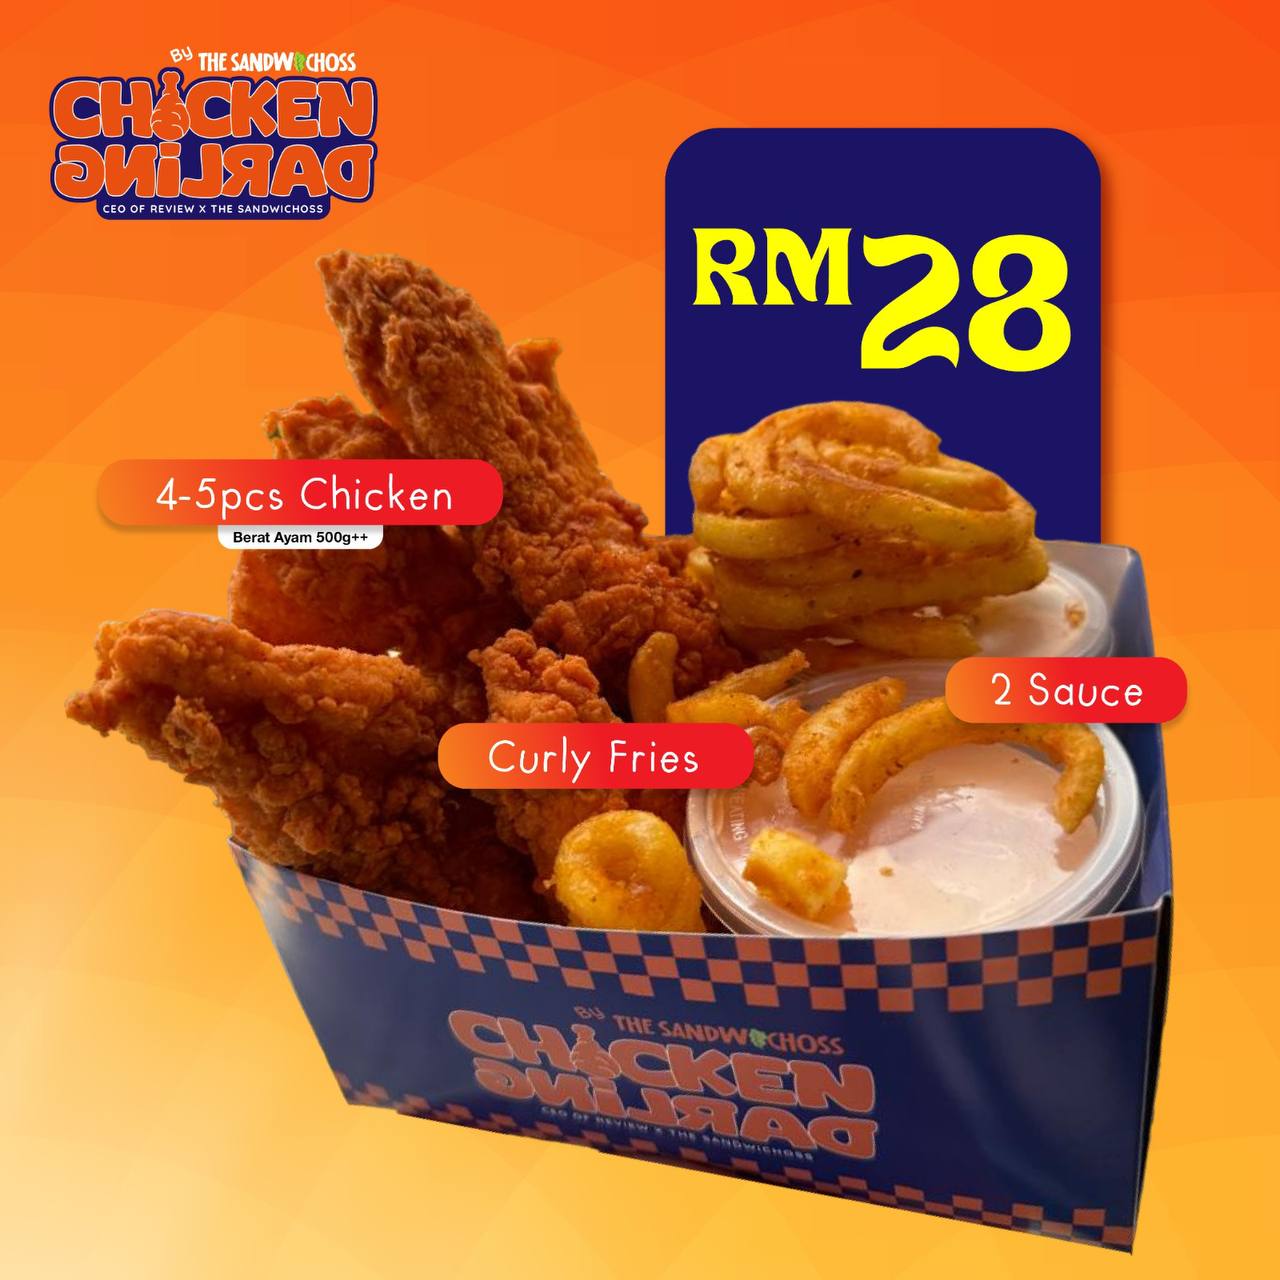 By THE SANDWICHOSS
CHICKEN
DARLING
CEO OF REVIEW X THE SANDWICHOSS
RM28
4-5pcs Chicken
Berat Ayam 500g++
2 Sauce
Curly Fries
By THE SANDWICHOSS
CHICKEN
DARLING
CEO OF REVIEW X THE SANDWICHOSS